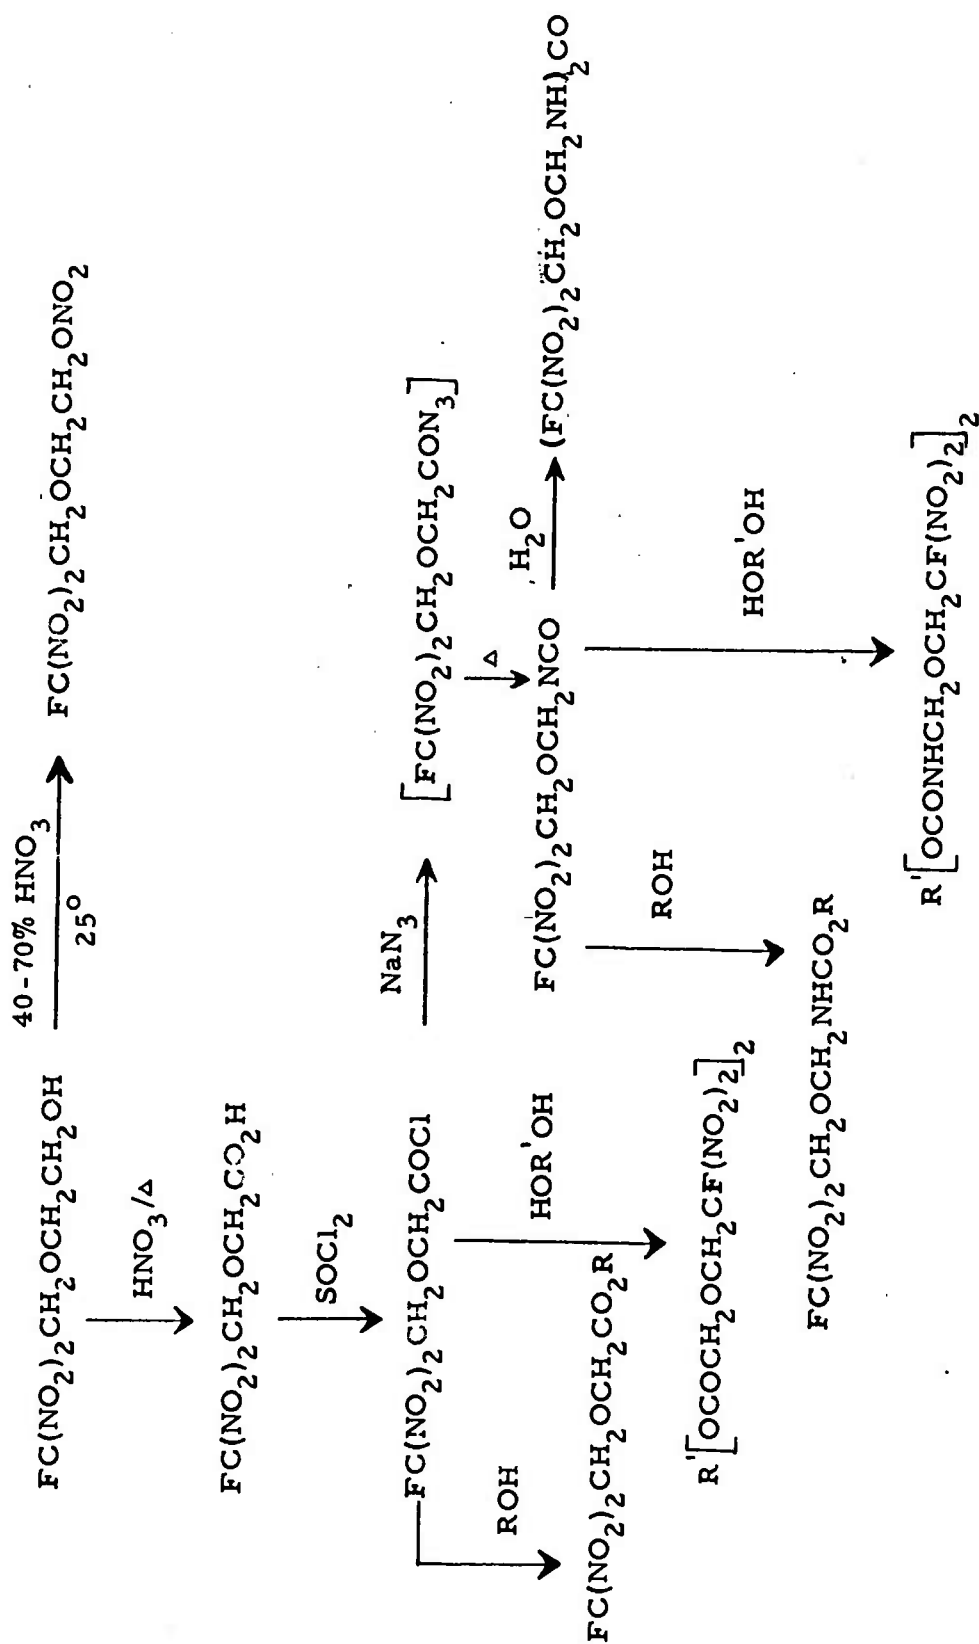 40-70% HNO3
FC(NO2)2CH2OCH2CH2OH
25°
FC(NO2)2CH2OCH2CH2ONO2
HNO3/Δ
FC(NO2)2CH2OCH2CO2H
SOCl2
FC(NO2)2CH2OCH2COCl
NaN3
[FC(NO2)2CH2OCH2CON3]
Δ
FC(NO2)2CH2OCH2NCO
H2O
(FC(NO2)2CH2OCH2NH)2CO
ROH
HOR'OH
ROH
HOR'OH
FC(NO2)2CH2OCH2CO2R
R'[OCOCH2OCH2CF(NO2)2]2
FC(NO2)2CH2OCH2NHCO2R
R'[OCONHCH2OCH2CF(NO2)2]2